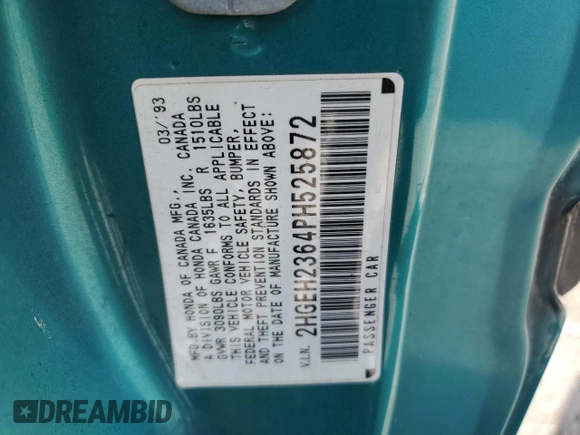 MFD.BY HONDA OF CANADA MFG., 03/'93
A DIVISION OF HONDA CANADA INC. CANADA
GVWR 3090LBS GAWR F 1635LBS R 1510LBS
THIS VEHICLE CONFORMS TO ALL APPLICABLE
FEDERAL MOTOR VEHICLE SAFETY, BUMPER,
AND THEFT PREVENTION STANDARDS IN EFFECT
ON THE DATE OF MANUFACTURE SHOWN ABOVE:
V.I.N. 2HGEH2364PH525872
PASSENGER CAR
DREAMBID